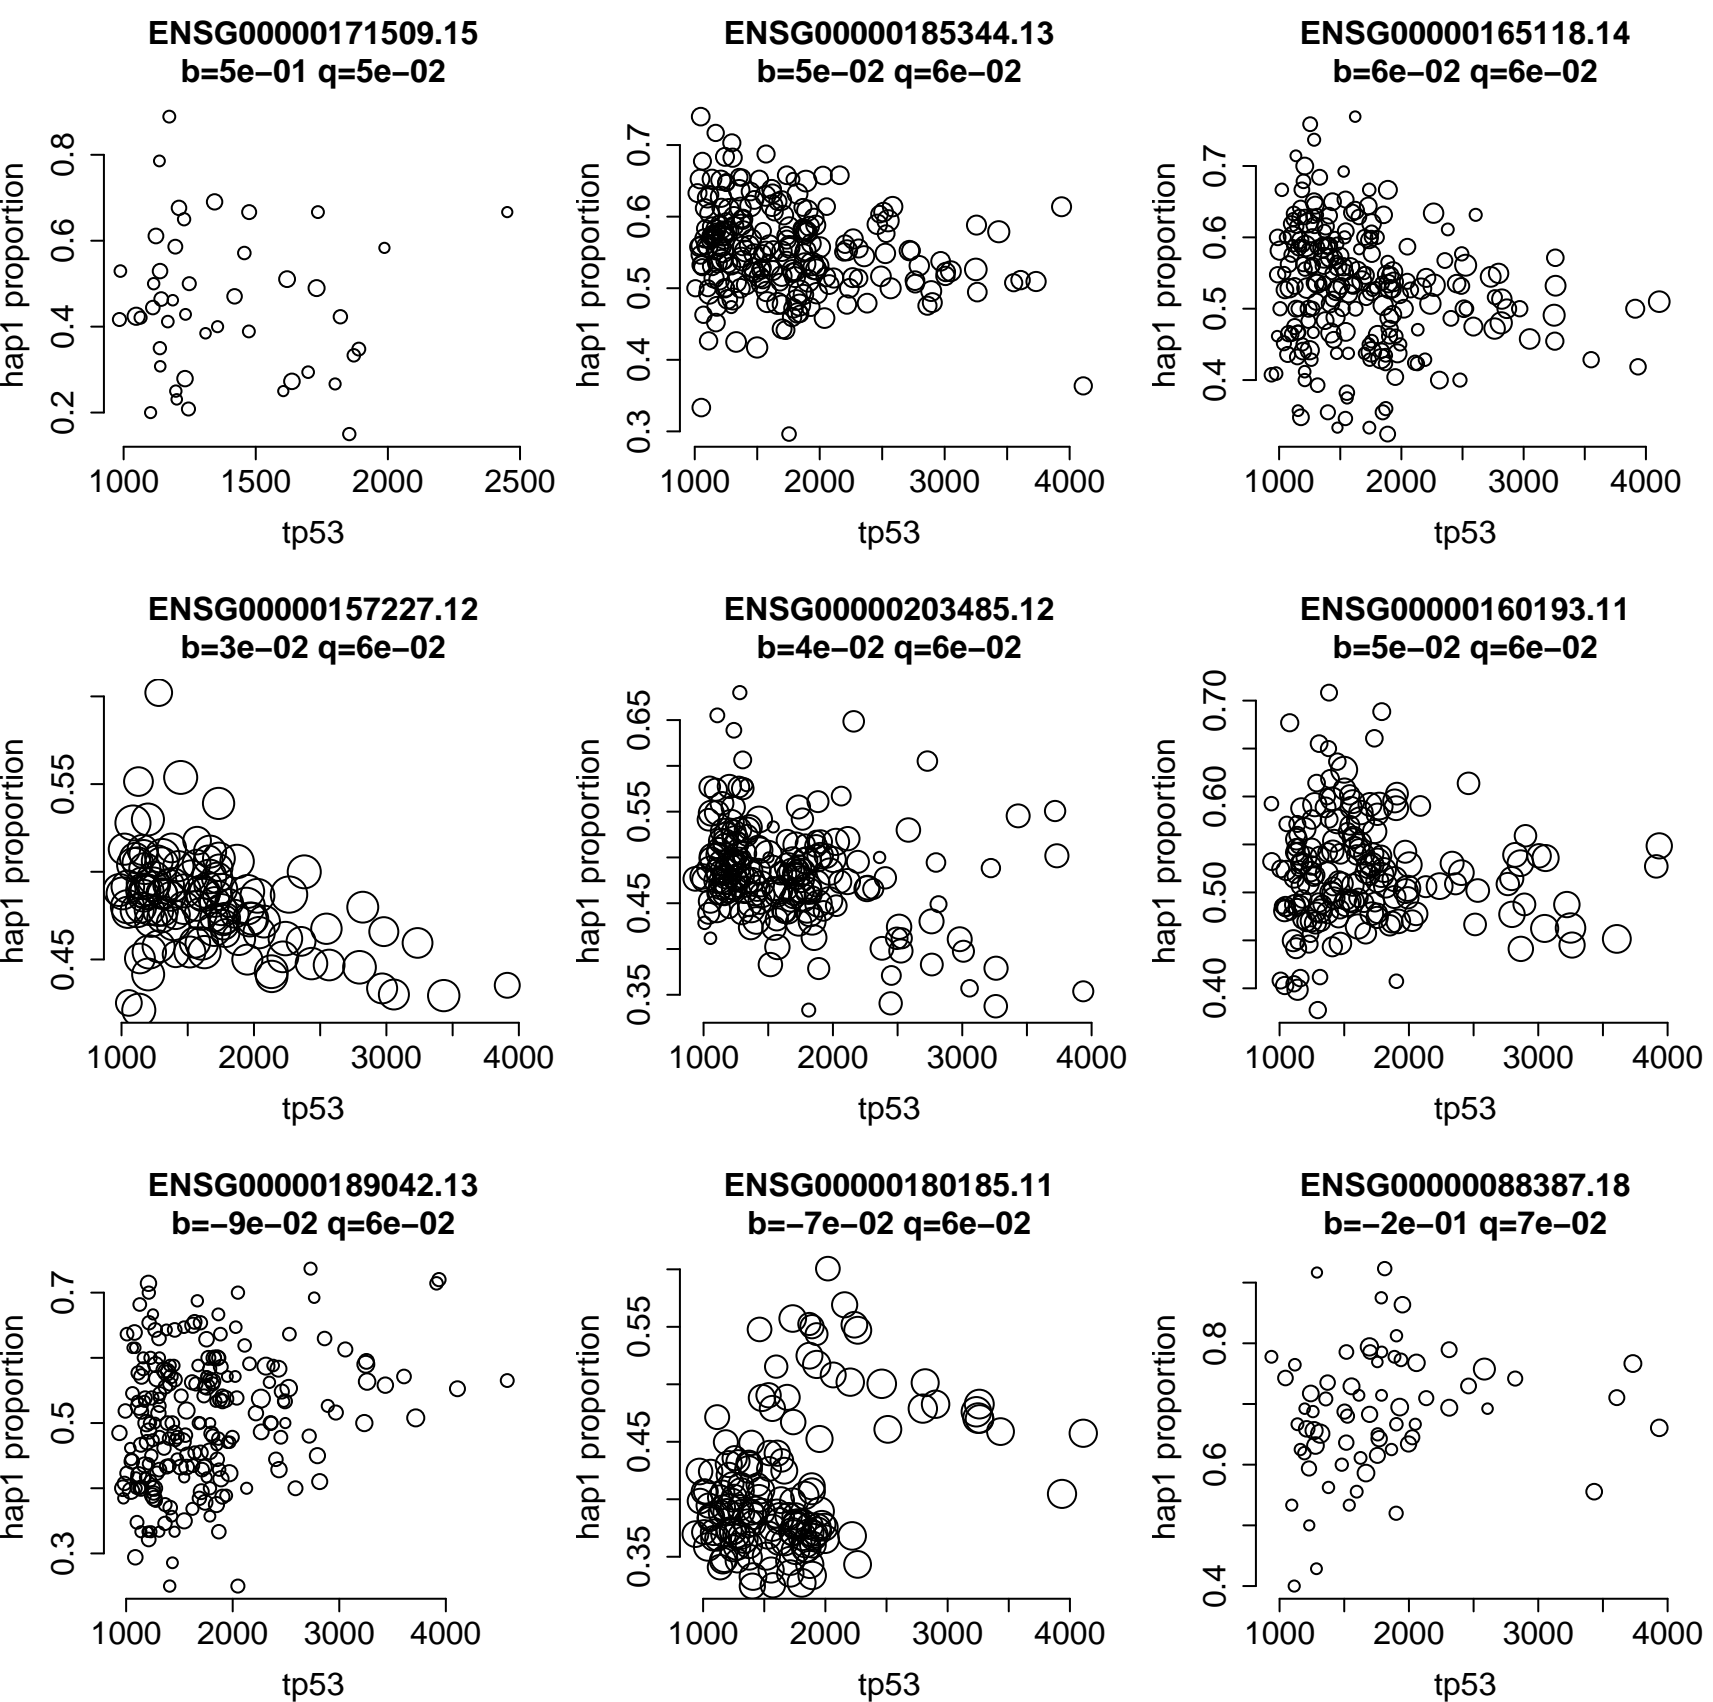 ENSG00000171509.15
b=5e−01 q=5e−02
hap1 proportion
0.2 0.4 0.6 0.8
1000 1500 2000 2500
tp53
ENSG00000185344.13
b=5e−02 q=6e−02
hap1 proportion
0.3 0.4 0.5 0.6 0.7
1000 2000 3000 4000
tp53
ENSG00000165118.14
b=6e−02 q=6e−02
hap1 proportion
0.4 0.5 0.6 0.7
1000 2000 3000 4000
tp53
ENSG00000157227.12
b=3e−02 q=6e−02
hap1 proportion
0.45 0.55
1000 2000 3000 4000
tp53
ENSG00000203485.12
b=4e−02 q=6e−02
hap1 proportion
0.35 0.45 0.55 0.65
1000 2000 3000 4000
tp53
ENSG00000160193.11
b=5e−02 q=6e−02
hap1 proportion
0.40 0.50 0.60 0.70
1000 2000 3000 4000
tp53
ENSG00000189042.13
b=−9e−02 q=6e−02
hap1 proportion
0.3 0.5 0.7
1000 2000 3000 4000
tp53
ENSG00000180185.11
b=−7e−02 q=6e−02
hap1 proportion
0.35 0.45 0.55
1000 2000 3000 4000
tp53
ENSG00000088387.18
b=−2e−01 q=7e−02
hap1 proportion
0.4 0.6 0.8
1000 2000 3000 4000
tp53